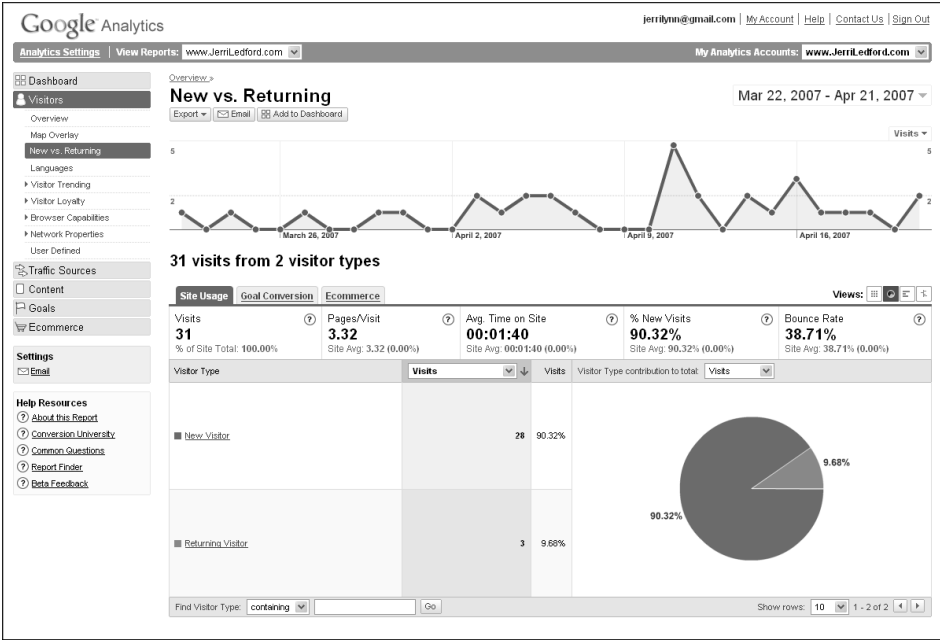 Google Analytics
jerrilynn@gmail.com | My Account | Help | Contact Us | Sign Out
Analytics Settings | View Reports: www.JerriLedford.com
My Analytics Accounts: www.JerriLedford.com
Dashboard
Visitors
Overview
Map Overlay
New vs. Returning
Languages
Visitor Trending
Visitor Loyalty
Browser Capabilities
Network Properties
User Defined
Traffic Sources
Content
Goals
Ecommerce
Settings
Email
Help Resources
About this Report
Conversion University
Common Questions
Report Finder
Beta Feedback
Overview »
New vs. Returning
Mar 22, 2007 - Apr 21, 2007
Export Email Add to Dashboard
Visits
5 5
2 2
March 26, 2007 April 2, 2007 April 9, 2007 April 16, 2007
31 visits from 2 visitor types
Site Usage Goal Conversion Ecommerce
Views:
Visits ?
31
% of Site Total: 100.00%
Pages/Visit ?
3.32
Site Avg: 3.32 (0.00%)
Avg. Time on Site ?
00:01:40
Site Avg: 00:01:40 (0.00%)
% New Visits ?
90.32%
Site Avg: 90.32% (0.00%)
Bounce Rate ?
38.71%
Site Avg: 38.71% (0.00%)
Visitor Type Visits Visits Visitor Type contribution to total: Visits
New Visitor 28 90.32%
Returning Visitor 3 9.68%
9.68%
90.32%
Find Visitor Type: containing Go
Show rows: 10 1 - 2 of 2